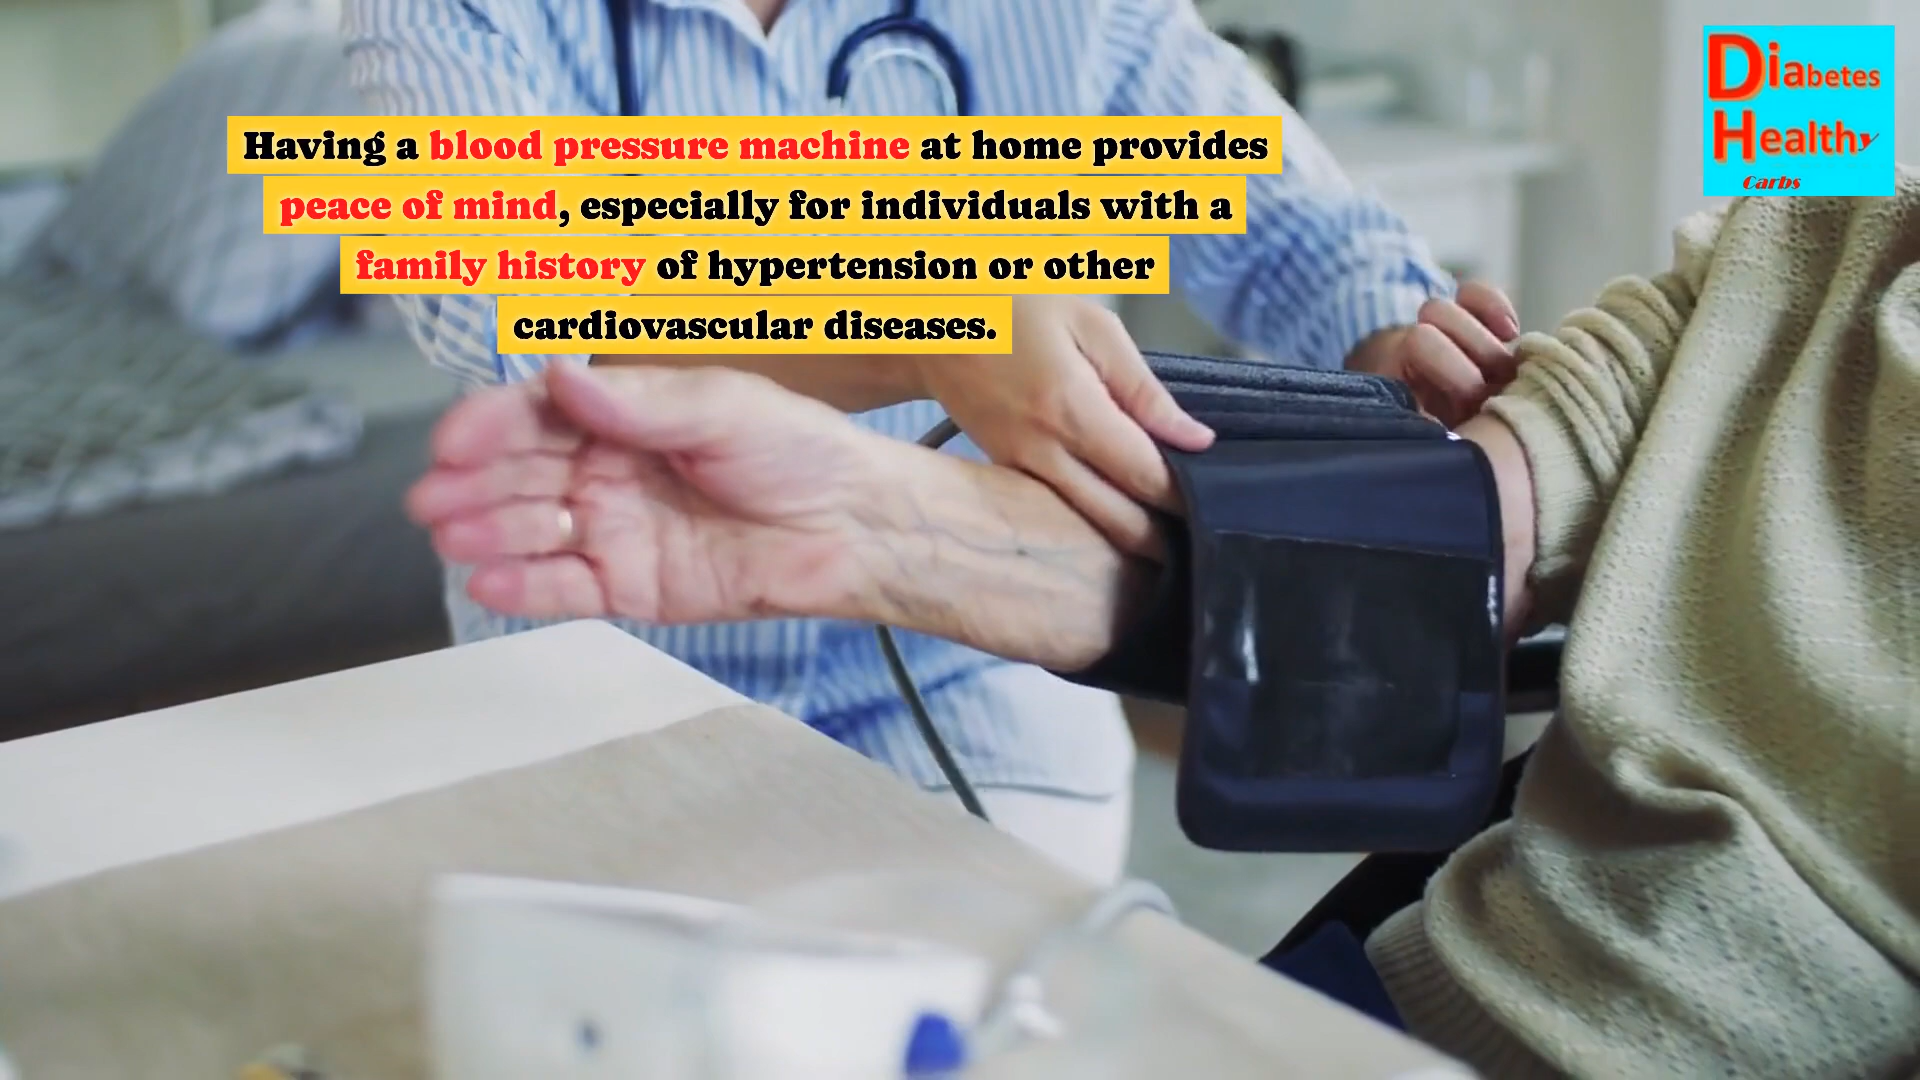 Having a blood pressure machine at home provides
peace of mind, especially for individuals with a
family history of hypertension or other
cardiovascular diseases.
Diabetes
Healthy
Carbs